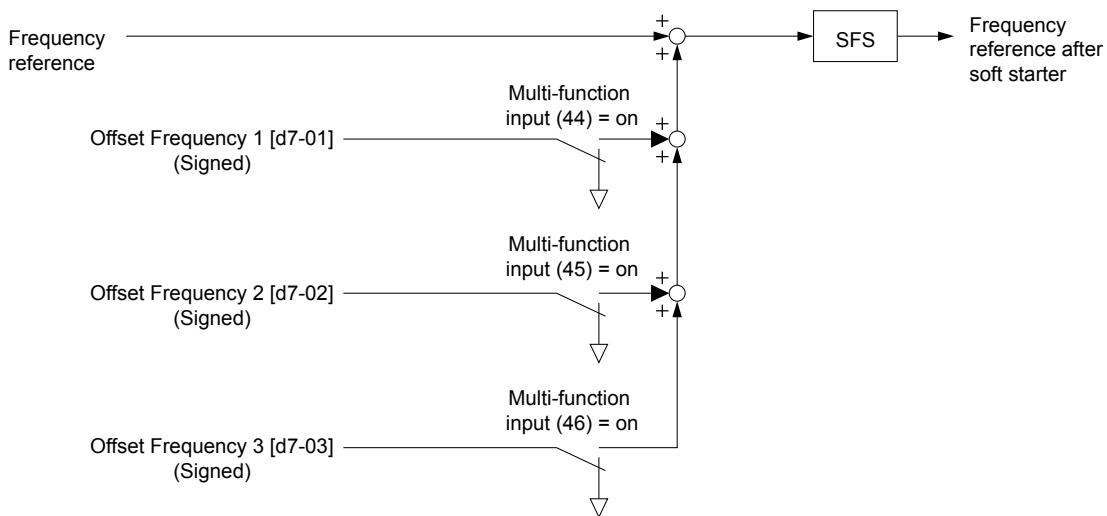 Frequency
reference
+
+
SFS
Frequency
reference after
soft starter
Multi-function
input (44) = on
Offset Frequency 1 [d7-01]
(Signed)
+
+
Multi-function
input (45) = on
Offset Frequency 2 [d7-02]
(Signed)
+
+
Multi-function
input (46) = on
Offset Frequency 3 [d7-03]
(Signed)